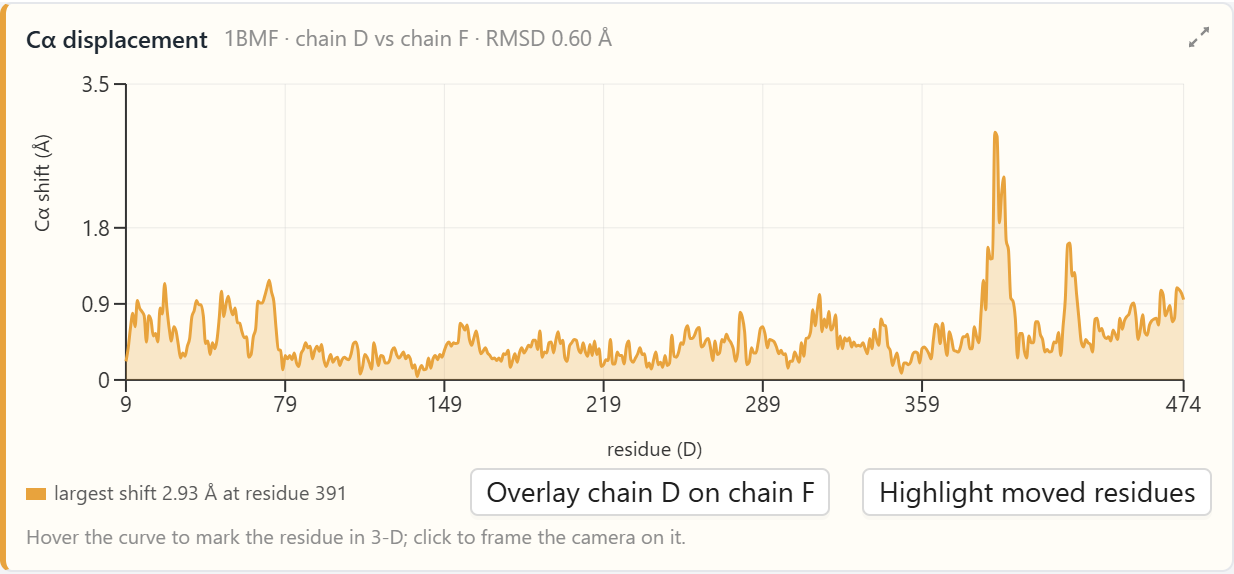 Cα displacement 1BMF · chain D vs chain F · RMSD 0.60 Å
3.5
Cα shift (Å)
1.8
0.9
0
9 79 149 219 289 359 474
residue (D)
largest shift 2.93 Å at residue 391
Overlay chain D on chain F
Highlight moved residues
Hover the curve to mark the residue in 3-D; click to frame the camera on it.